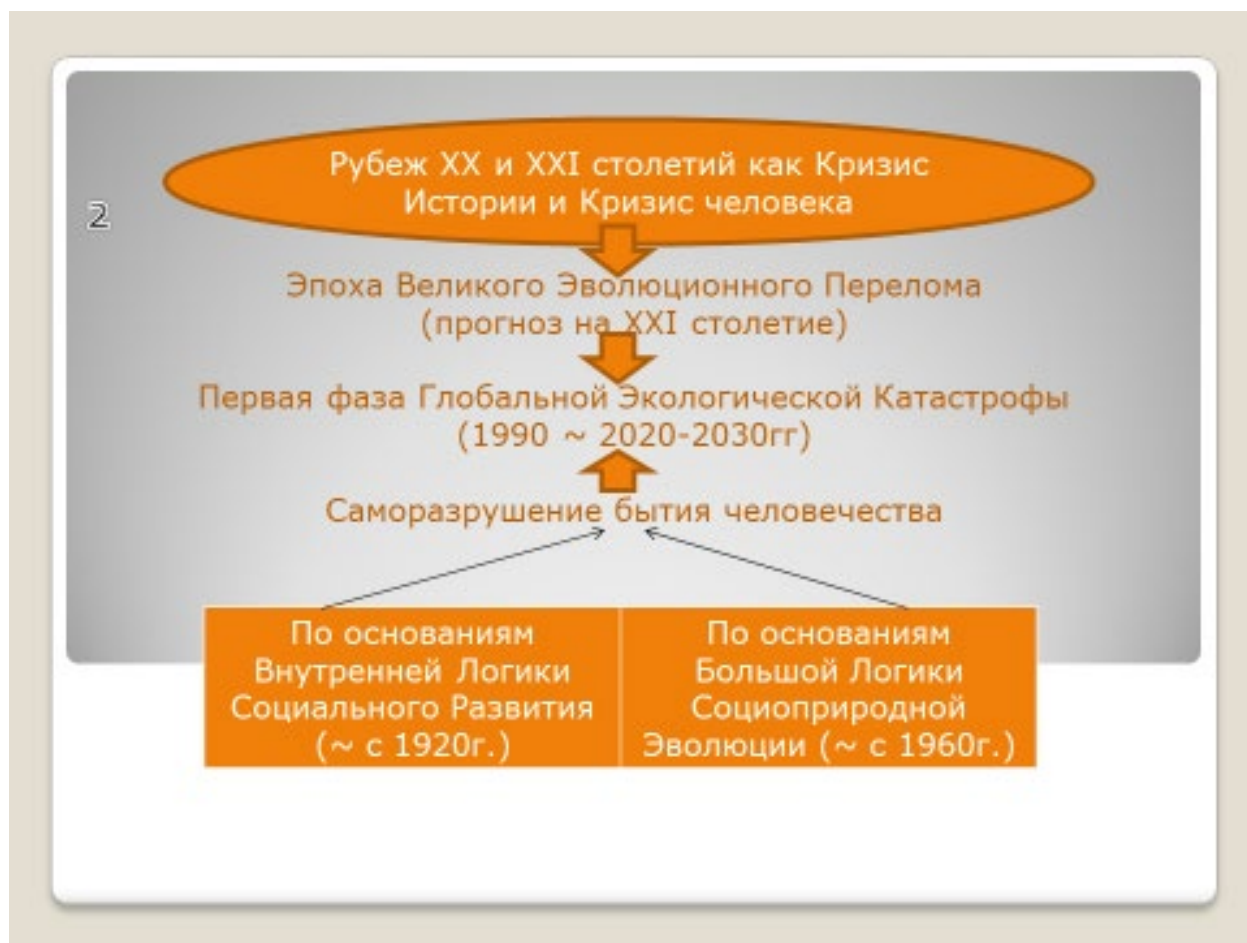 Рубеж XX и XXI столетий как Кризис
Истории и Кризис человека
2
Эпоха Великого Эволюционного Перелома
(прогноз на XXI столетие)
Первая фаза Глобальной Экологической Катастрофы
(1990 ~ 2020-2030гг)
Саморазрушение бытия человечества
По основаниям
Внутренней Логики
Социального Развития
(~ с 1920г.)
По основаниям
Большой Логики
Социоприродной
Эволюции (~ с 1960г.)